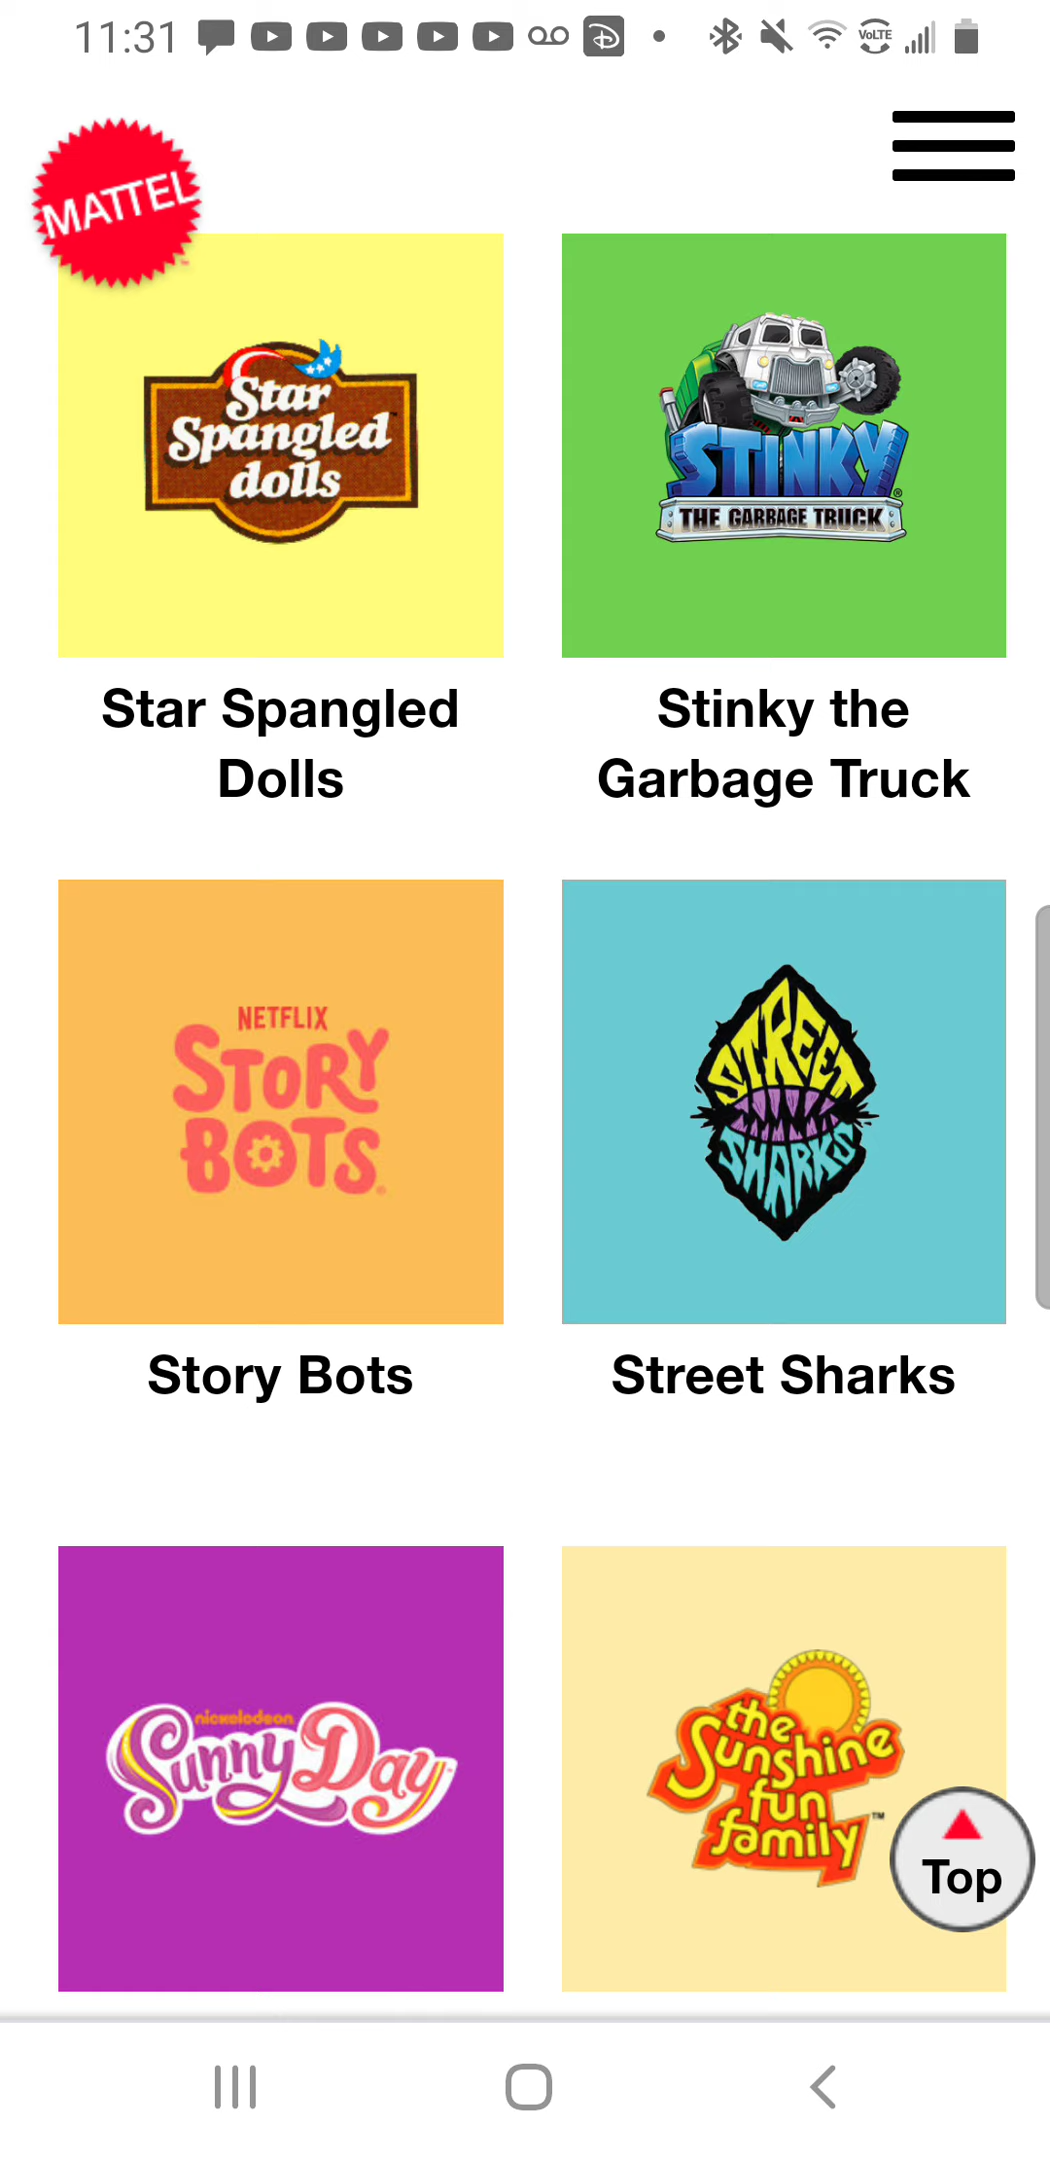 11:31
VoLTE
MATTEL
Star
Spangled
dolls
STINKY
THE GARBAGE TRUCK
Star Spangled
Dolls
Stinky the
Garbage Truck
NETFLIX
STORY
BOTS
STREET
SHARKS
Story Bots
Street Sharks
nickelodeon
Sunny Day
the
Sunshine
fun
family
Top